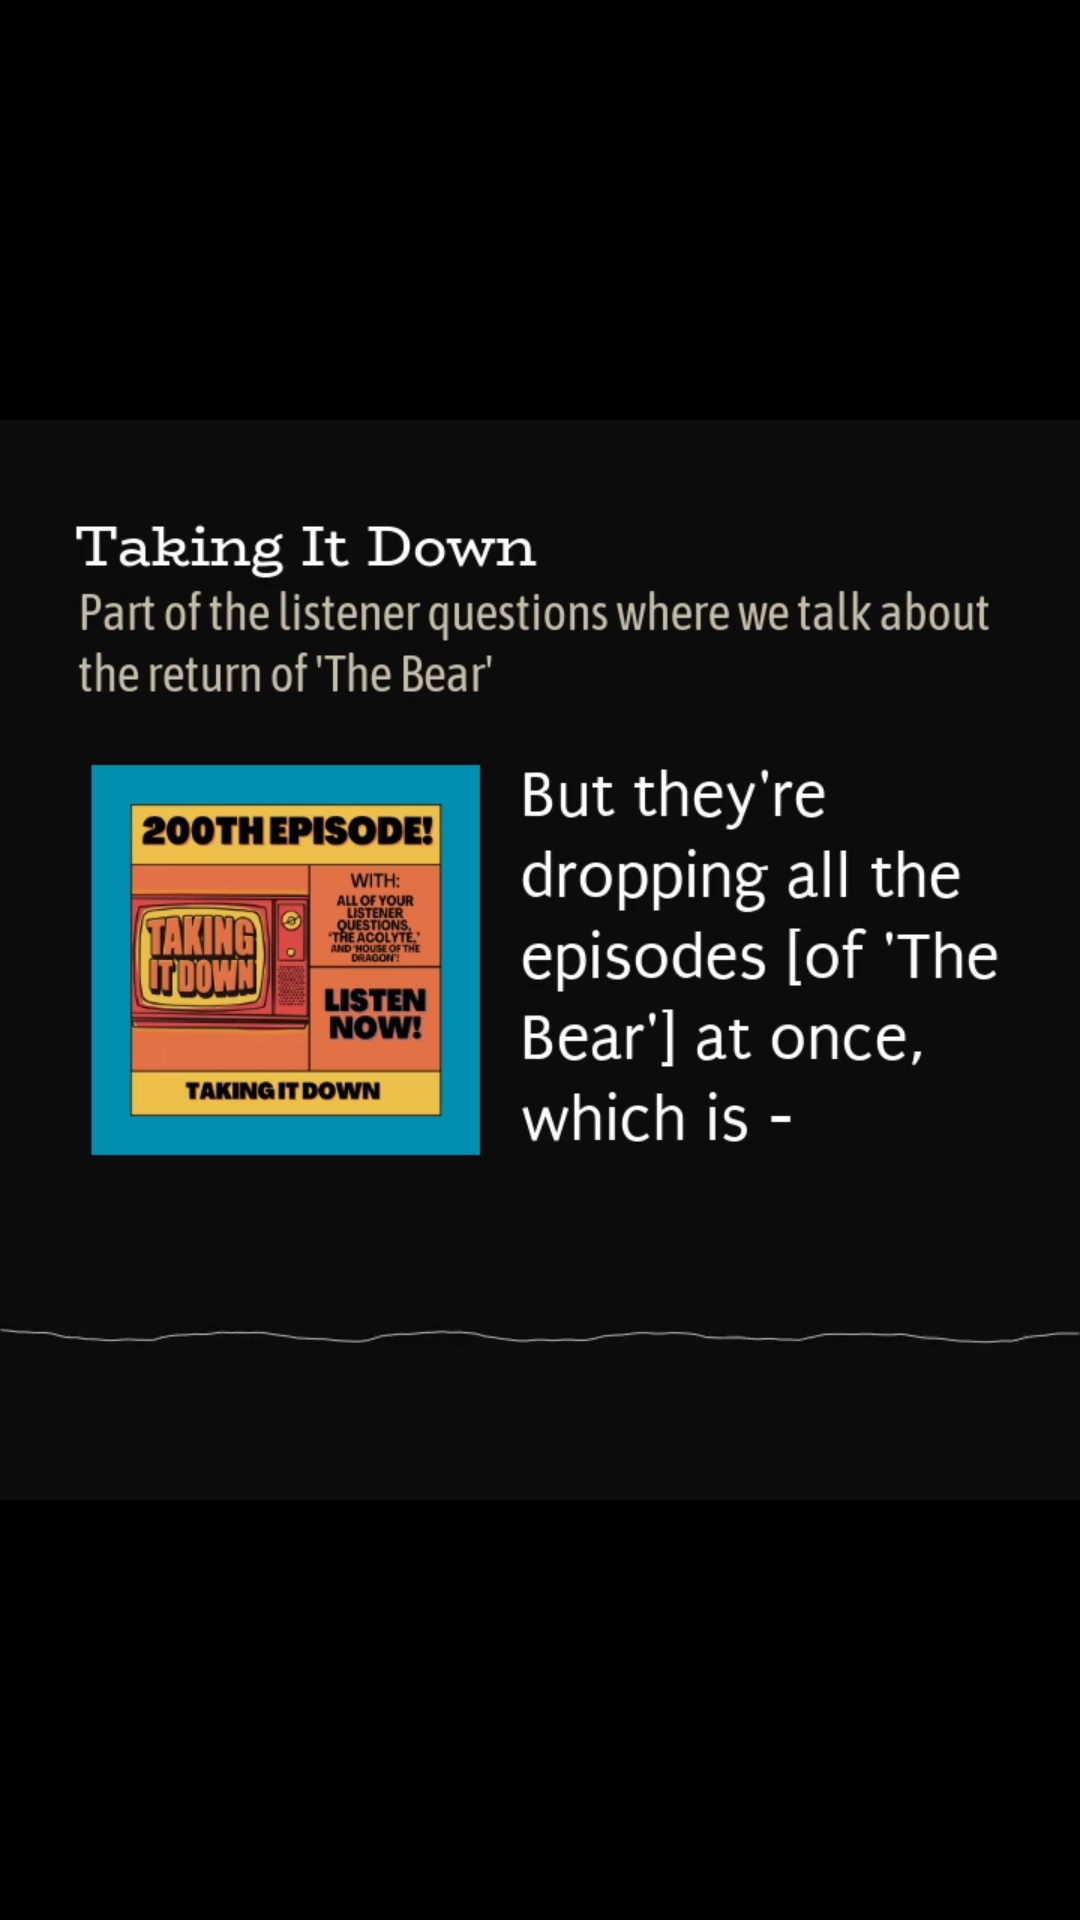 Taking It Down
Part of the listener questions where we talk about
the return of 'The Bear'
200TH EPISODE!
WITH:
ALL OF YOUR
LISTENER
QUESTIONS,
'THE ACOLYTE,'
AND 'HOUSE OF THE
DRAGON'!
TAKING
IT DOWN
LISTEN
NOW!
TAKING IT DOWN
But they're
dropping all the
episodes [of 'The
Bear'] at once,
which is -